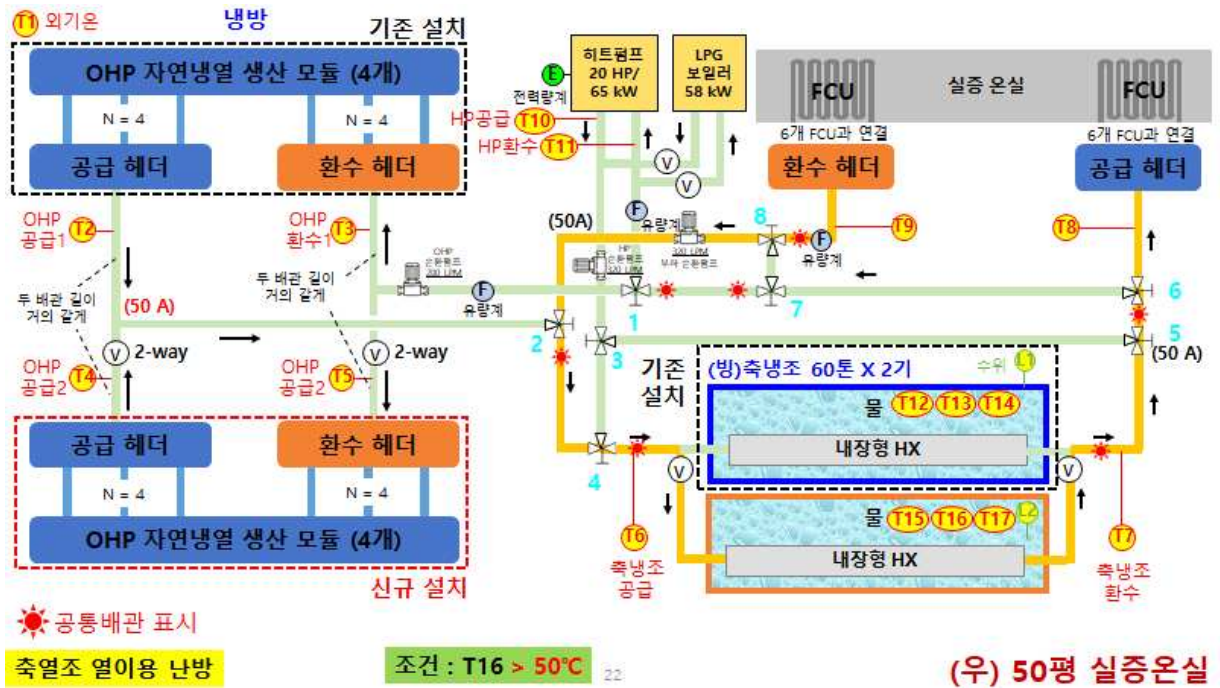 T1 외기온
냉방
기존 설치
OHP 자연냉열 생산 모듈 (4개)
N = 4
N = 4
공급 헤더
환수 헤더
히트펌프
20 HP/
65 kW
LPG
보일러
58 kW
E
전력량계
HP공급 T10
HP환수 T11
V
V
FCU
실증 온실
FCU
6개 FCU과 연결
6개 FCU과 연결
환수 헤더
공급 헤더
OHP
공급1
T2
OHP
환수1
T3
(50A)
F
유량계
320 LPM
부하 순환펌프
8
F
유량계
T9
T8
OHP
순환펌프
200 LPM
HP
순환펌프
320 LPM
두 배관 길이
거의 같게
두 배관 길이
거의 같게
(50 A)
F
유량계
1
7
6
2
3
5
(50 A)
V 2-way
V 2-way
OHP
공급2
T4
OHP
공급2
T5
기존
설치
(빙)축냉조 60톤 X 2기
수위 L1
물 T12 T13 T14
내장형 HX
4
V
V
공급 헤더
환수 헤더
N = 4
N = 4
OHP 자연냉열 생산 모듈 (4개)
신규 설치
물 T15 T16 T17
L2
내장형 HX
T6
축냉조
공급
T7
축냉조
환수
공통배관 표시
축열조 열이용 난방
조건 : T16 > 50℃
22
(우) 50평 실증온실